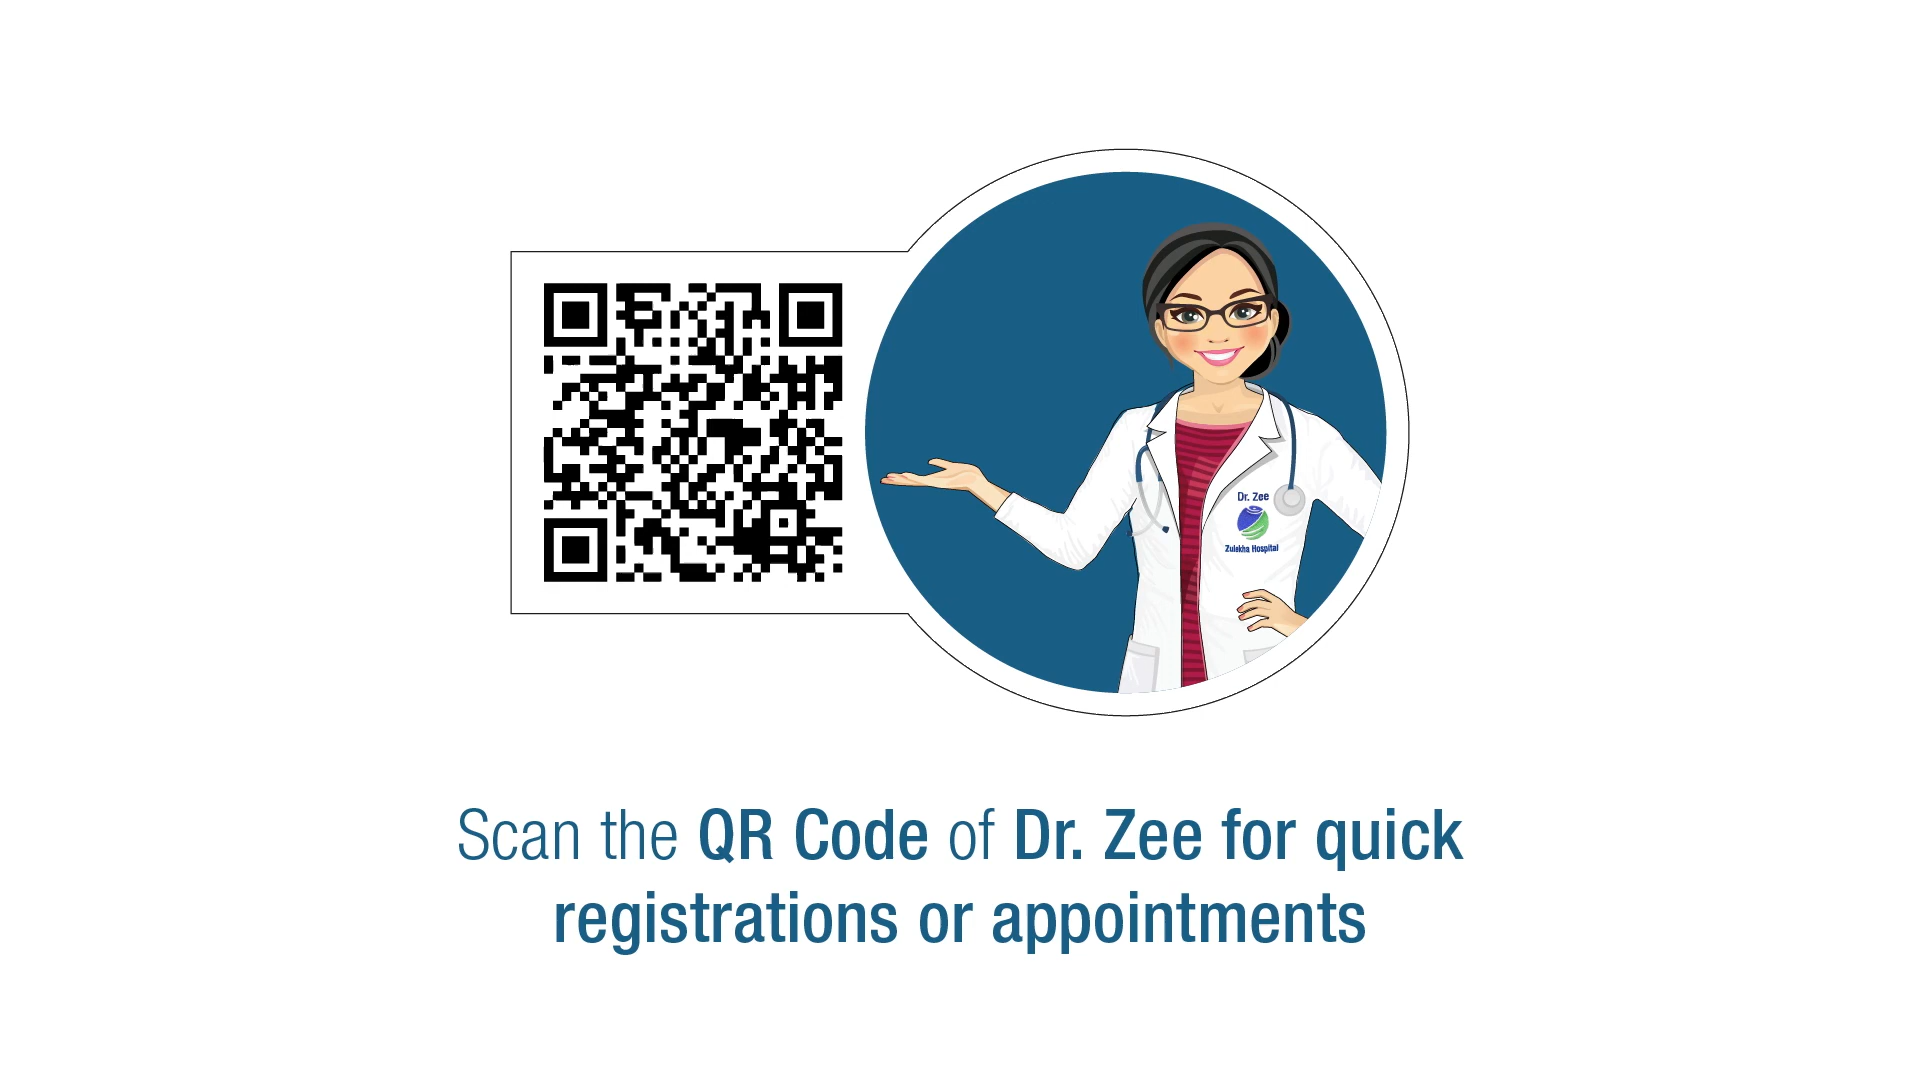 Dr. Zee
Zulekha Hospital
Scan the QR Code of Dr. Zee for quick
registrations or appointments